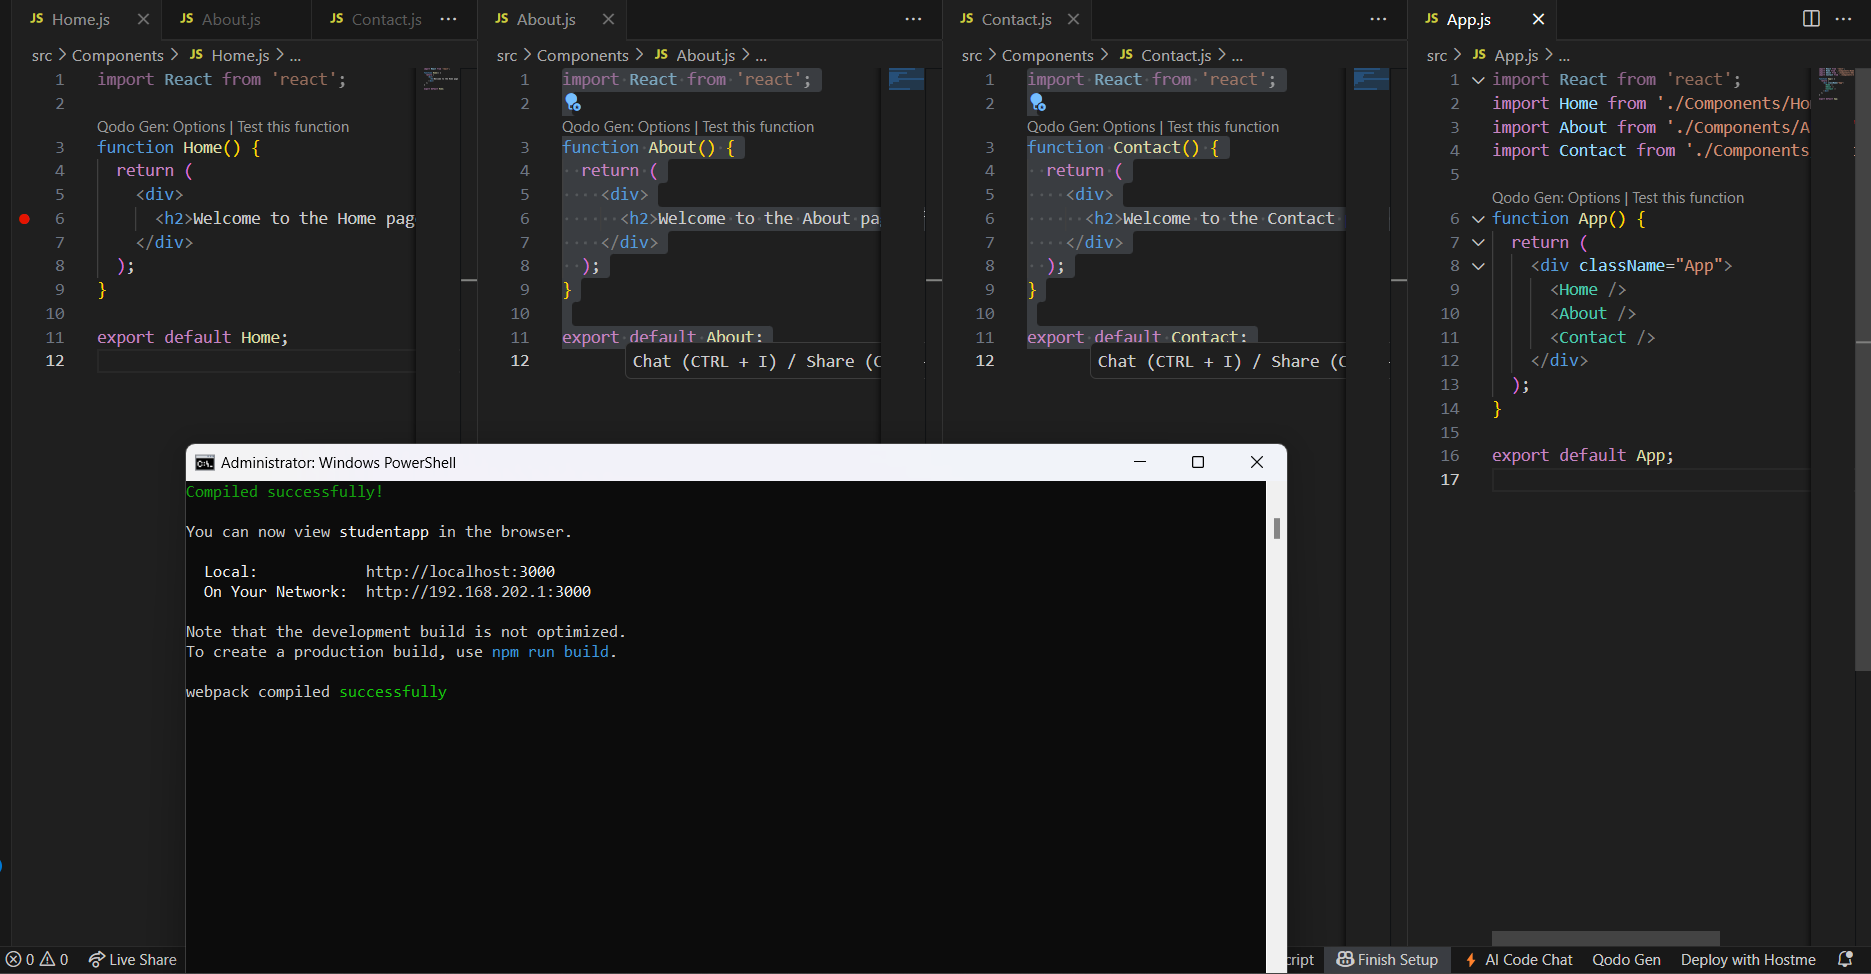 JS Home.js
JS About.js
JS Contact.js ...
src > Components > JS Home.js > ...
1 import React from 'react';
2
Qodo Gen: Options | Test this function
3 function Home() {
4 return (
5 <div>
6 <h2>Welcome to the Home pag
7 </div>
8 );
9 }
10
11 export default Home;
12
JS About.js ...
src > Components > JS About.js > ...
1 import React from 'react';
2
Qodo Gen: Options | Test this function
3 function About() {
4 return (
5 <div>
6 <h2>Welcome to the About pa
7 </div>
8 );
9 }
10
11 export default About;
12
Chat (CTRL + I) / Share (C
JS Contact.js ...
src > Components > JS Contact.js > ...
1 import React from 'react';
2
Qodo Gen: Options | Test this function
3 function Contact() {
4 return (
5 <div>
6 <h2>Welcome to the Contact
7 </div>
8 );
9 }
10
11 export default Contact;
12
Chat (CTRL + I) / Share (C
JS App.js ...
src > JS App.js > ...
1 import React from 'react';
2 import Home from './Components/Ho
3 import About from './Components/A
4 import Contact from './Components
5
Qodo Gen: Options | Test this function
6 function App() {
7 return (
8 <div className="App">
9 <Home />
10 <About />
11 <Contact />
12 </div>
13 );
14 }
15
16 export default App;
17
Administrator: Windows PowerShell
Compiled successfully!
You can now view studentapp in the browser.
Local: http://localhost:3000
On Your Network: http://192.168.202.1:3000
Note that the development build is not optimized.
To create a production build, use npm run build.
webpack compiled successfully
0 0 Live Share
cript Finish Setup AI Code Chat Qodo Gen Deploy with Hostme